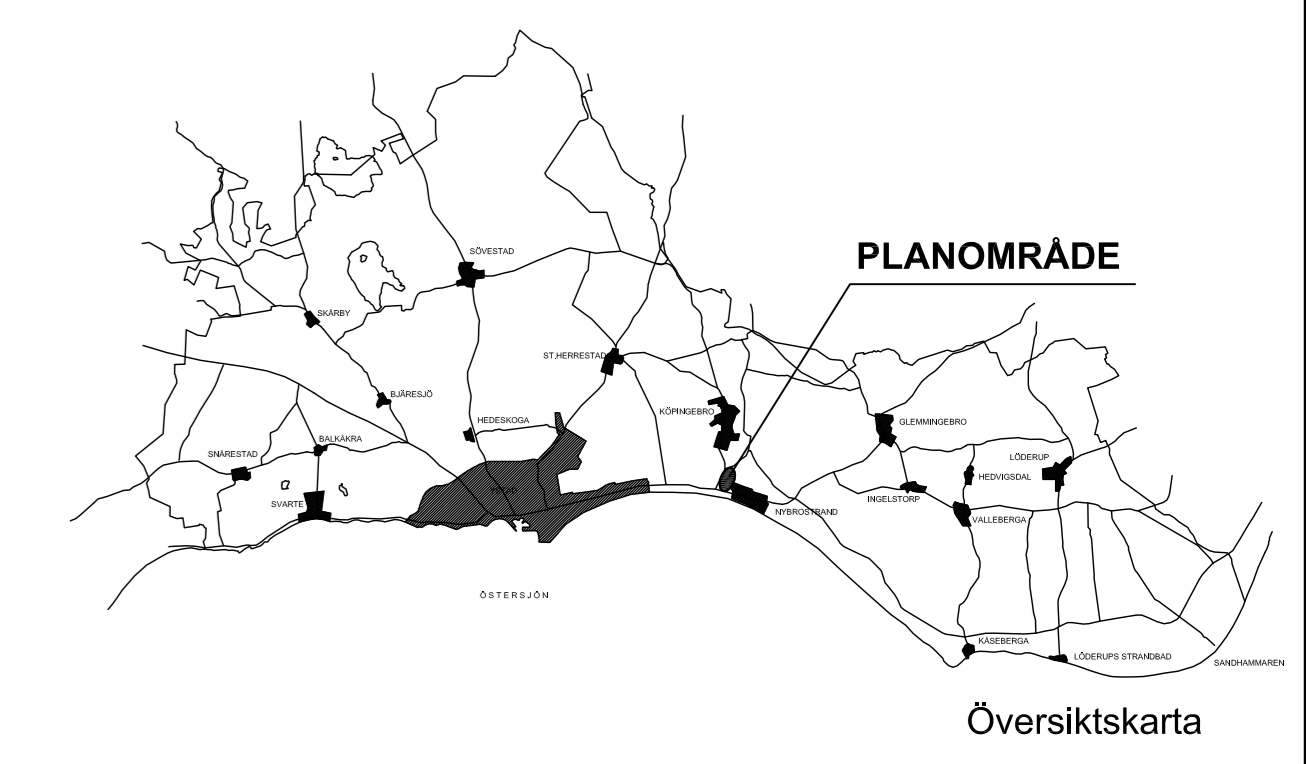 SÖVESTAD
PLANOMRÅDE
SKÅRBY
ST.HERRESTAD
BJÄRESJÖ
KÖPINGEBRO
HEDESKOGA
GLEMMINGEBRO
BALKÅKRA
SNÅRESTAD
LÖDERUP
HEDVIGSDAL
YSTAD
INGELSTORP
SVARTE
NYBROSTRAND
VALLEBERGA
ÖSTERSJÖN
KÅSEBERGA
LÖDERUPS STRANDBAD
SANDHAMMAREN
Översiktskarta